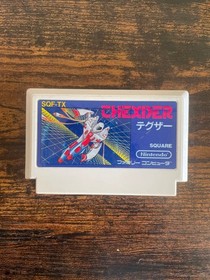 SQF-TX
THEXDER
テグザー
SQUARE
Nintendo
ファミリー コンピュータ